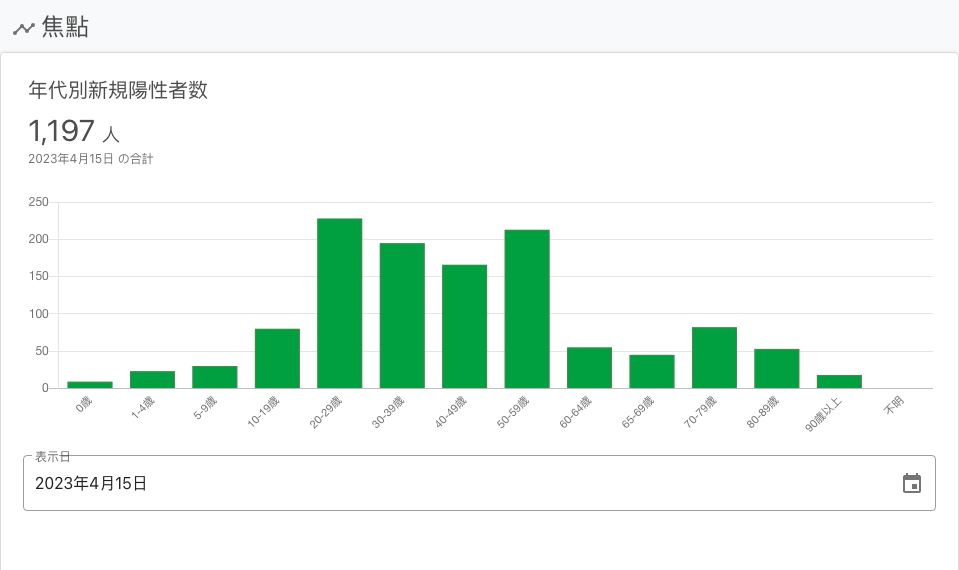 焦點
年代別新規陽性者数
1,197 人
2023年4月15日 の合計
250
200
150
100
50
0
0歳 1-4歳 5-9歳 10-19歳 20-29歳 30-39歳 40-49歳 50-59歳 60-64歳 65-69歳 70-79歳 80-89歳 90歳以上 不明
表示日
2023年4月15日